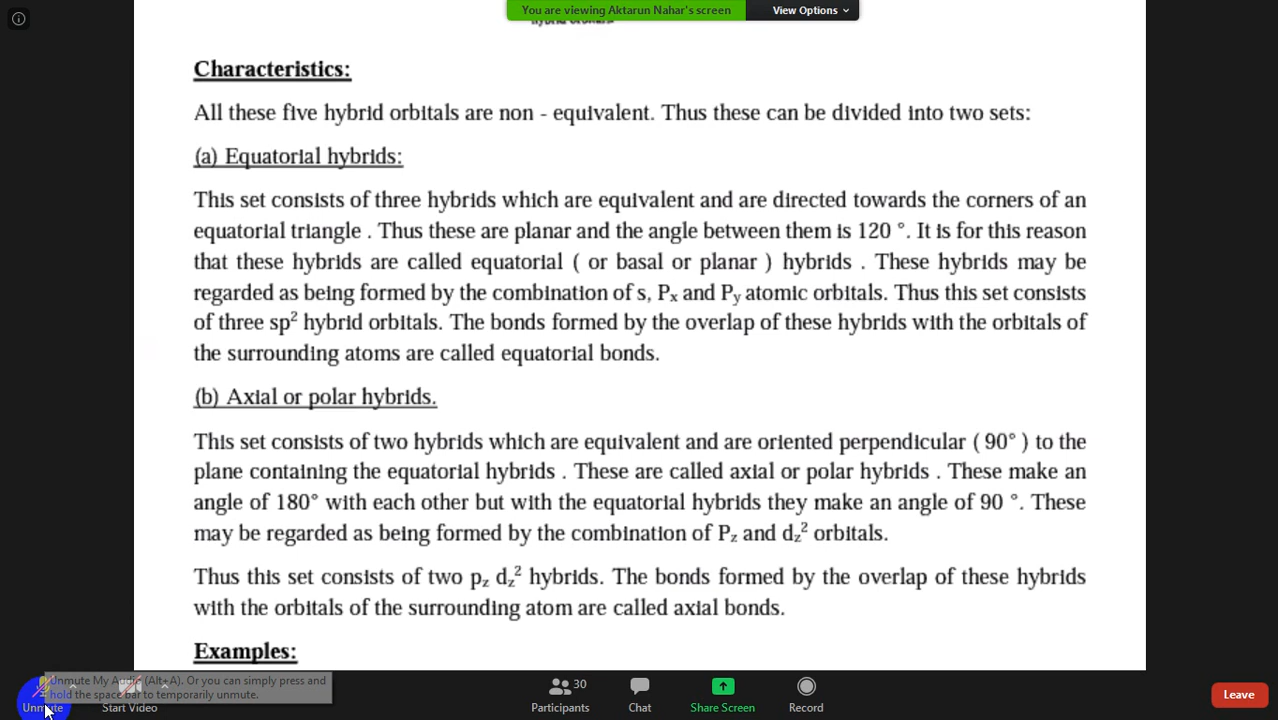 You are viewing Aktarun Nahar's screen
View Options
Characteristics:
All these five hybrid orbitals are non - equivalent. Thus these can be divided into two sets:
(a) Equatorial hybrids:
This set consists of three hybrids which are equivalent and are directed towards the corners of an
equatorial triangle . Thus these are planar and the angle between them is 120 °. It is for this reason
that these hybrids are called equatorial ( or basal or planar ) hybrids . These hybrids may be
regarded as being formed by the combination of s, Px and Py atomic orbitals. Thus this set consists
of three sp² hybrid orbitals. The bonds formed by the overlap of these hybrids with the orbitals of
the surrounding atoms are called equatorial bonds.
(b) Axial or polar hybrids.
This set consists of two hybrids which are equivalent and are oriented perpendicular ( 90° ) to the
plane containing the equatorial hybrids . These are called axial or polar hybrids . These make an
angle of 180° with each other but with the equatorial hybrids they make an angle of 90 °. These
may be regarded as being formed by the combination of Pz and dz² orbitals.
Thus this set consists of two pz dz² hybrids. The bonds formed by the overlap of these hybrids
with the orbitals of the surrounding atom are called axial bonds.
Examples:
Unmute My Audio (Alt+A). Or you can simply press and
hold the space bar to temporarily unmute.
30
Unmute Start Video Participants Chat Share Screen Record Leave